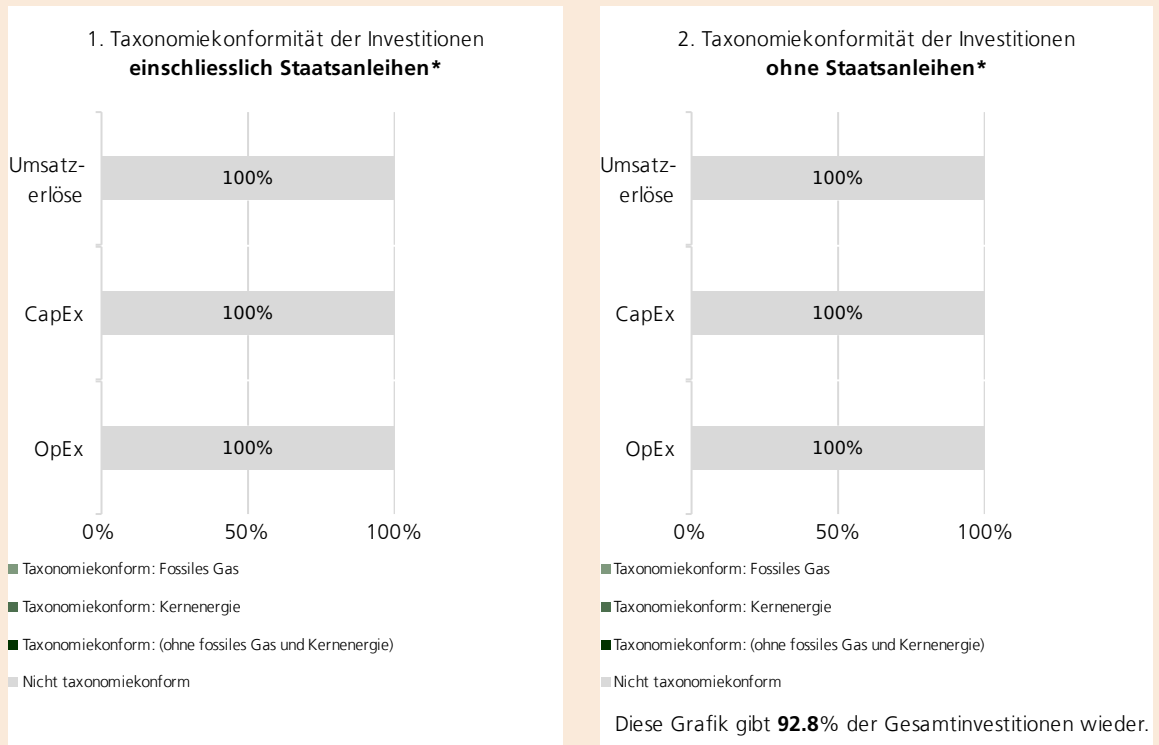 1. Taxonomiekonformität der Investitionen
einschliesslich Staatsanleihen*
Umsatz-
erlöse
100%
CapEx
100%
OpEx
100%
0%
50%
100%
Taxonomiekonform: Fossiles Gas
Taxonomiekonform: Kernenergie
Taxonomiekonform: (ohne fossiles Gas und Kernenergie)
Nicht taxonomiekonform
2. Taxonomiekonformität der Investitionen
ohne Staatsanleihen*
Umsatz-
erlöse
100%
CapEx
100%
OpEx
100%
0%
50%
100%
Taxonomiekonform: Fossiles Gas
Taxonomiekonform: Kernenergie
Taxonomiekonform: (ohne fossiles Gas und Kernenergie)
Nicht taxonomiekonform
Diese Grafik gibt 92.8% der Gesamtinvestitionen wieder.